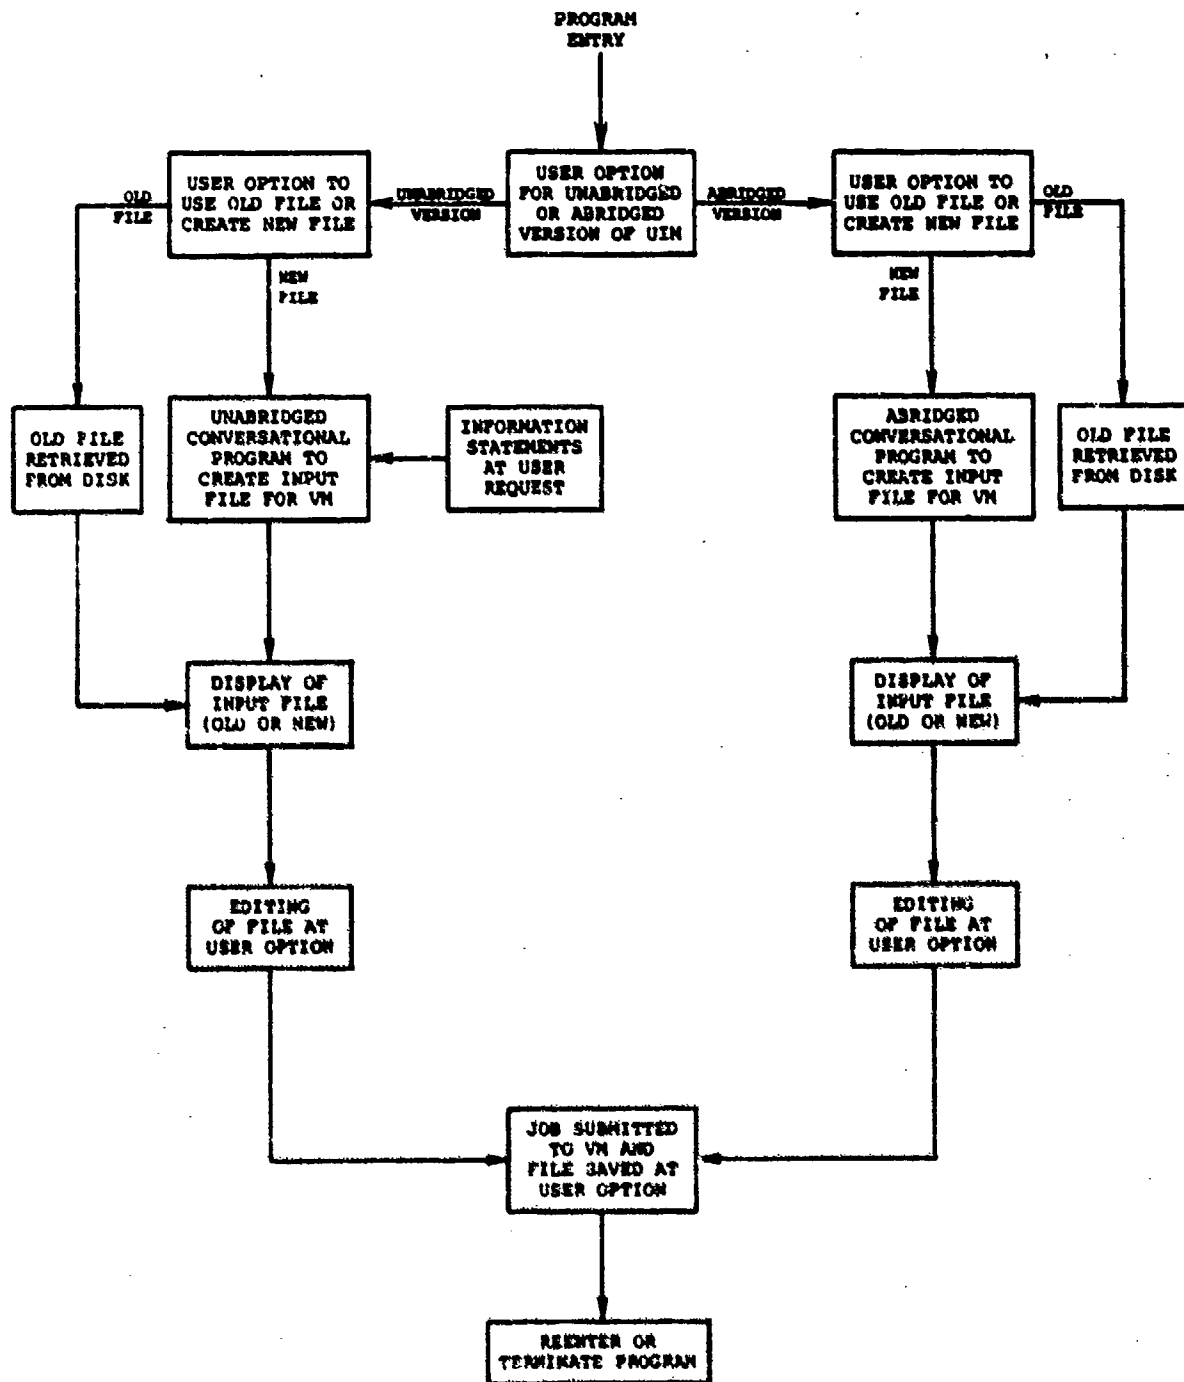 PROGRAM
ENTRY
USER OPTION
FOR UNABRIDGED
OR ABRIDGED
VERSION OF UIM
UNABRIDGED
VERSION
ABRIDGED
VERSION
USER OPTION TO
USE OLD FILE OR
CREATE NEW FILE
OLD
FILE
NEW
FILE
USER OPTION TO
USE OLD FILE OR
CREATE NEW FILE
OLD
FILE
NEW
FILE
OLD FILE
RETRIEVED
FROM DISK
UNABRIDGED
CONVERSATIONAL
PROGRAM TO
CREATE INPUT
FILE FOR VM
INFORMATION
STATEMENTS
AT USER
REQUEST
ABRIDGED
CONVERSATIONAL
PROGRAM TO
CREATE INPUT
FILE FOR VM
OLD FILE
RETRIEVED
FROM DISK
DISPLAY OF
INPUT FILE
(OLD OR NEW)
DISPLAY OF
INPUT FILE
(OLD OR NEW)
EDITING
OF FILE AT
USER OPTION
EDITING
OF FILE AT
USER OPTION
JOB SUBMITTED
TO VM AND
FILE SAVED AT
USER OPTION
REENTER OR
TERMINATE PROGRAM